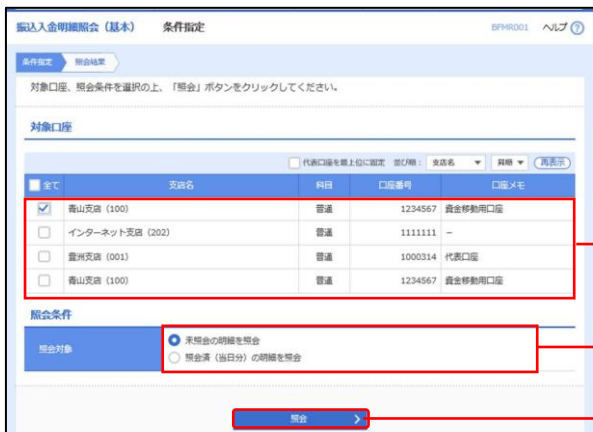 振込入金明細照会（基本） 条件指定 BFMR001 ヘルプ ?
条件指定 照会結果
対象口座、照会条件を選択の上、「照会」ボタンをクリックしてください。
対象口座
代表口座を最上位に固定 並び順： 支店名 ▼ 昇順 ▼ 再表示
全て 支店名 科目 口座番号 口座メモ
青山支店（100） 普通 1234567 資金移動用口座
インターネット支店（202） 普通 1111111 －
豊洲支店（001） 普通 1000314 代表口座
青山支店（100） 普通 1234567 資金移動用口座
照会条件
照会対象
未照会の明細を照会
照会済（当日分）の明細を照会
照会